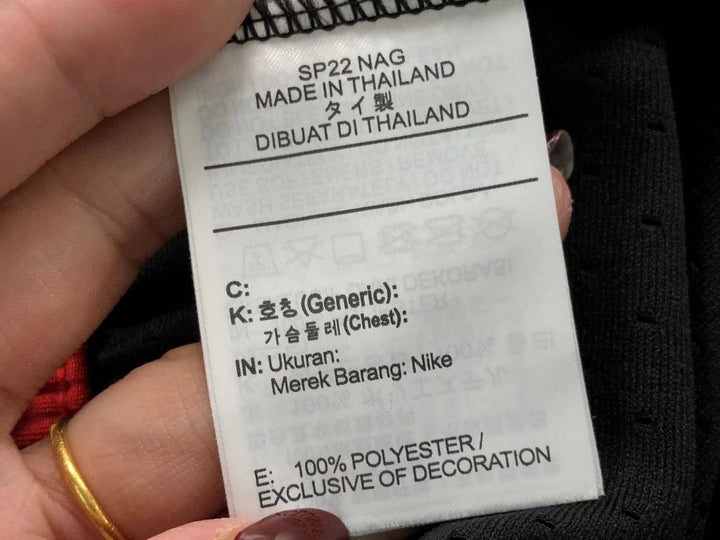 SP22 NAG
MADE IN THAILAND
タイ製
DIBUAT DI THAILAND
C:
K: 호칭 (Generic):
가슴둘레 (Chest):
IN: Ukuran:
Merek Barang: Nike
E: 100% POLYESTER /
EXCLUSIVE OF DECORATION